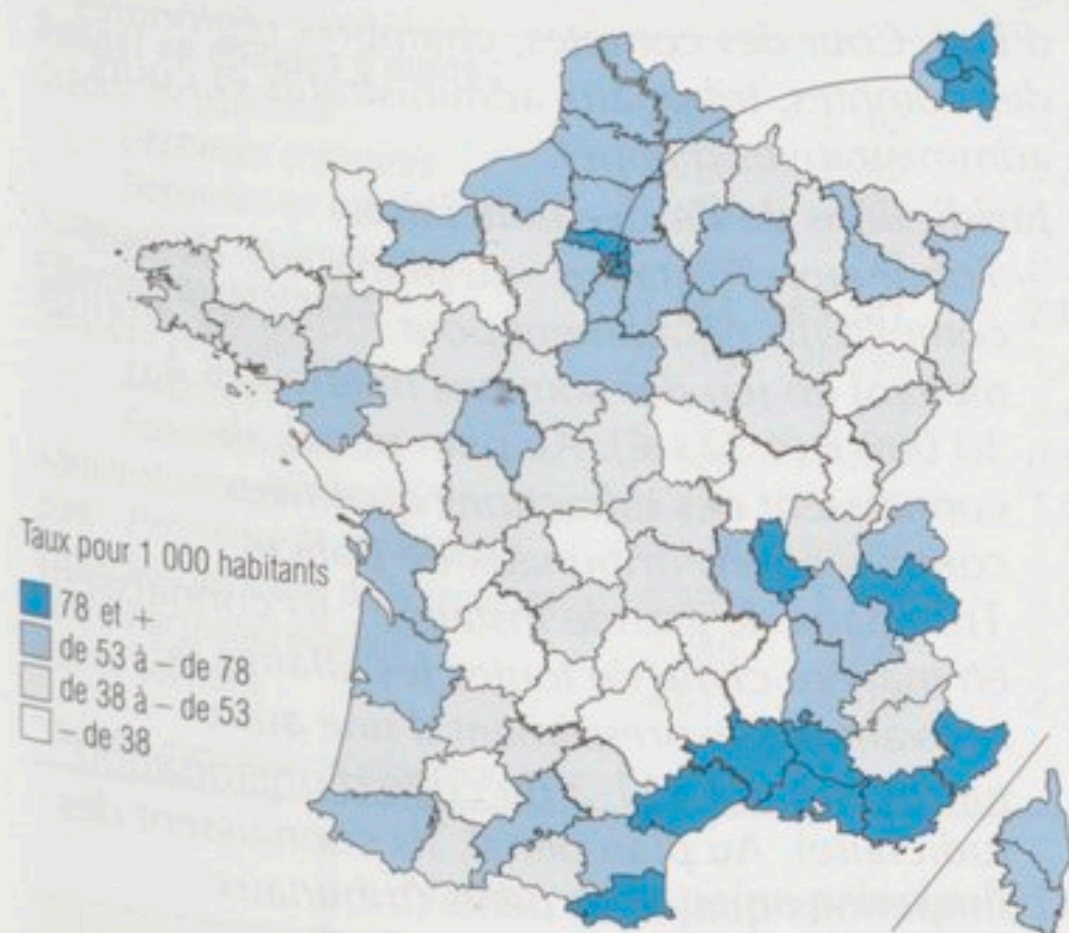 Taux pour 1 000 habitants
78 et +
de 53 à – de 78
de 38 à – de 53
– de 38